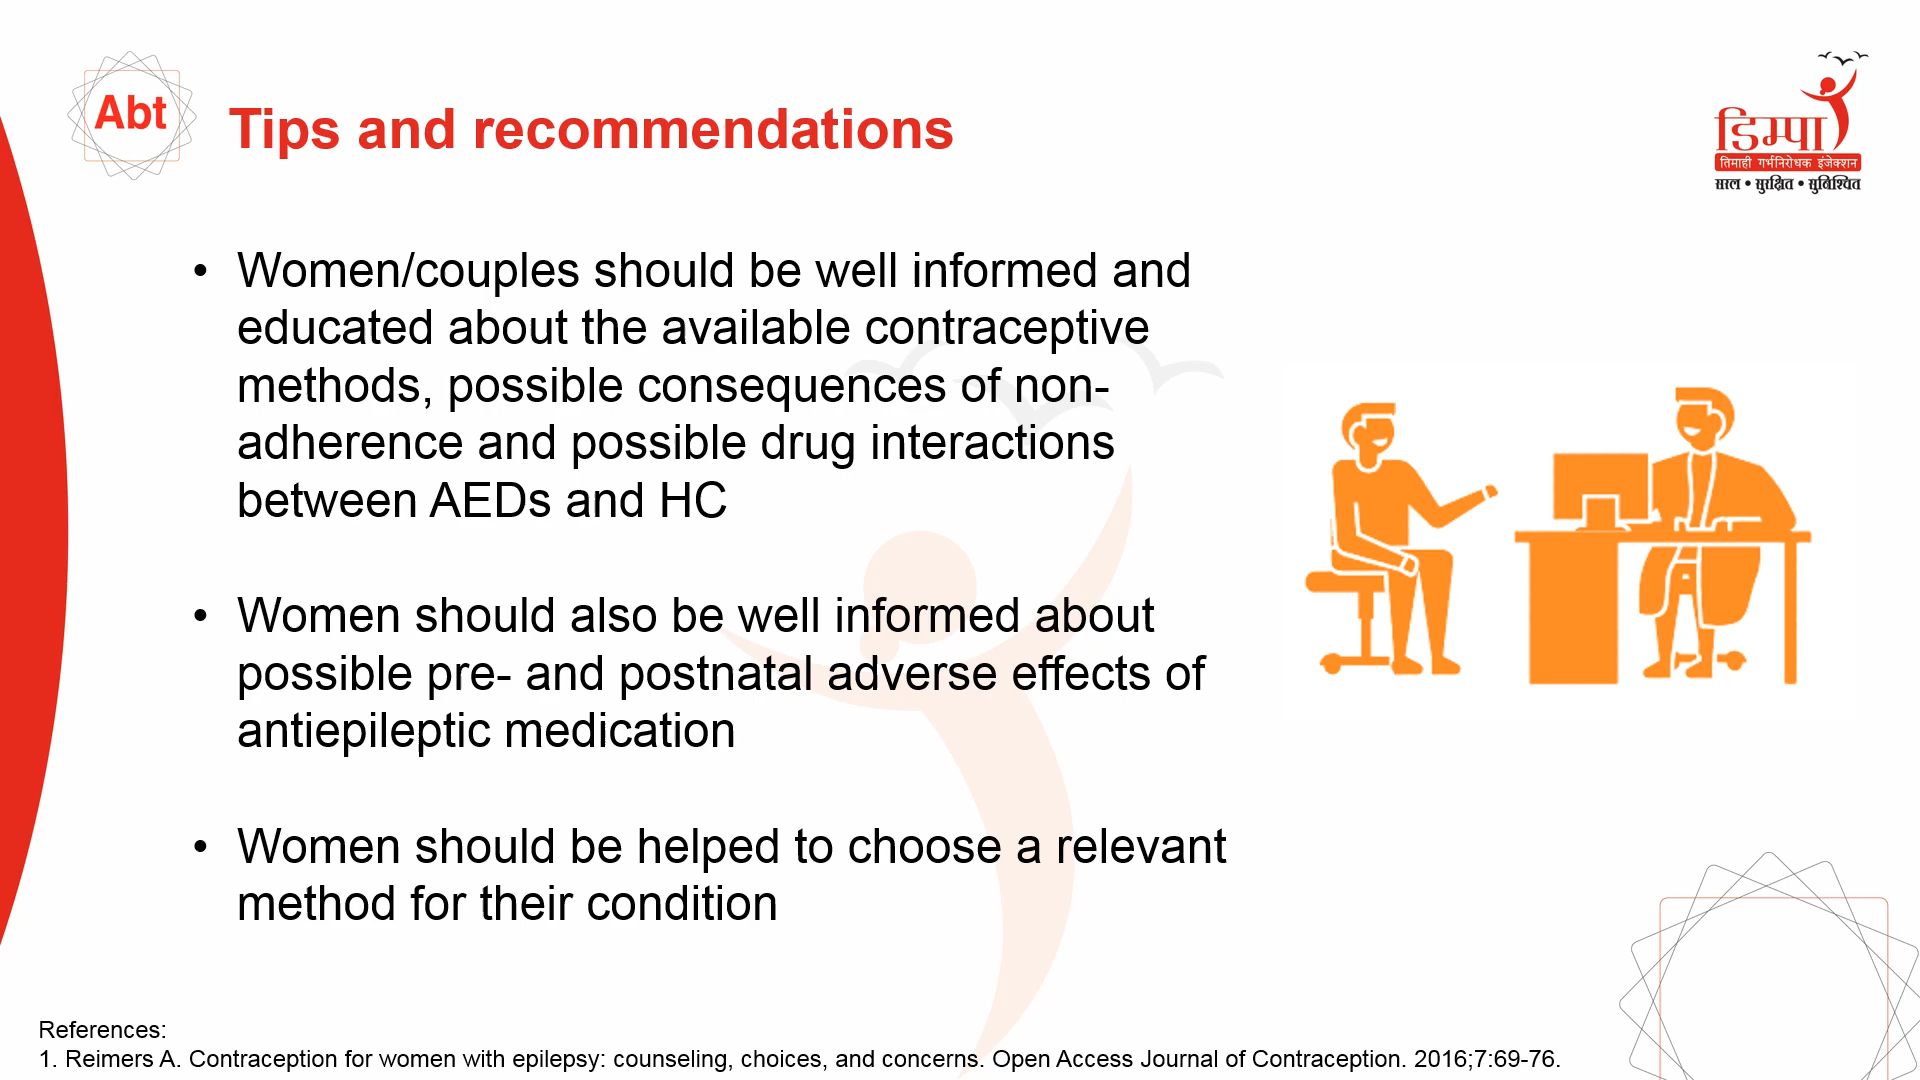 Abt
Tips and recommendations
डिम्पा
तिमाही गर्भनिरोधक इंजेक्शन
सरल • सुरक्षित • सुनिश्चित
• Women/couples should be well informed and
educated about the available contraceptive
methods, possible consequences of non-
adherence and possible drug interactions
between AEDs and HC
• Women should also be well informed about
possible pre- and postnatal adverse effects of
antiepileptic medication
• Women should be helped to choose a relevant
method for their condition
References:
1. Reimers A. Contraception for women with epilepsy: counseling, choices, and concerns. Open Access Journal of Contraception. 2016;7:69-76.